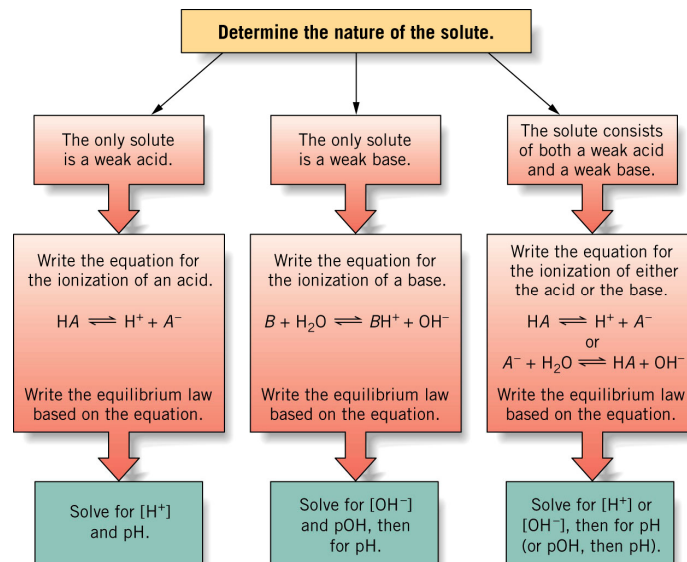 Determine the nature of the solute.
The only solute
is a weak acid.
The only solute
is a weak base.
The solute consists
of both a weak acid
and a weak base.
Write the equation for
the ionization of an acid.
HA ⇌ H⁺ + A⁻
Write the equilibrium law
based on the equation.
Write the equation for
the ionization of a base.
B + H₂O ⇌ BH⁺ + OH⁻
Write the equilibrium law
based on the equation.
Write the equation for
the ionization of either
the acid or the base.
HA ⇌ H⁺ + A⁻
or
A⁻ + H₂O ⇌ HA + OH⁻
Write the equilibrium law
based on the equation.
Solve for [H⁺]
and pH.
Solve for [OH⁻]
and pOH, then
for pH.
Solve for [H⁺] or
[OH⁻], then for pH
(or pOH, then pH).